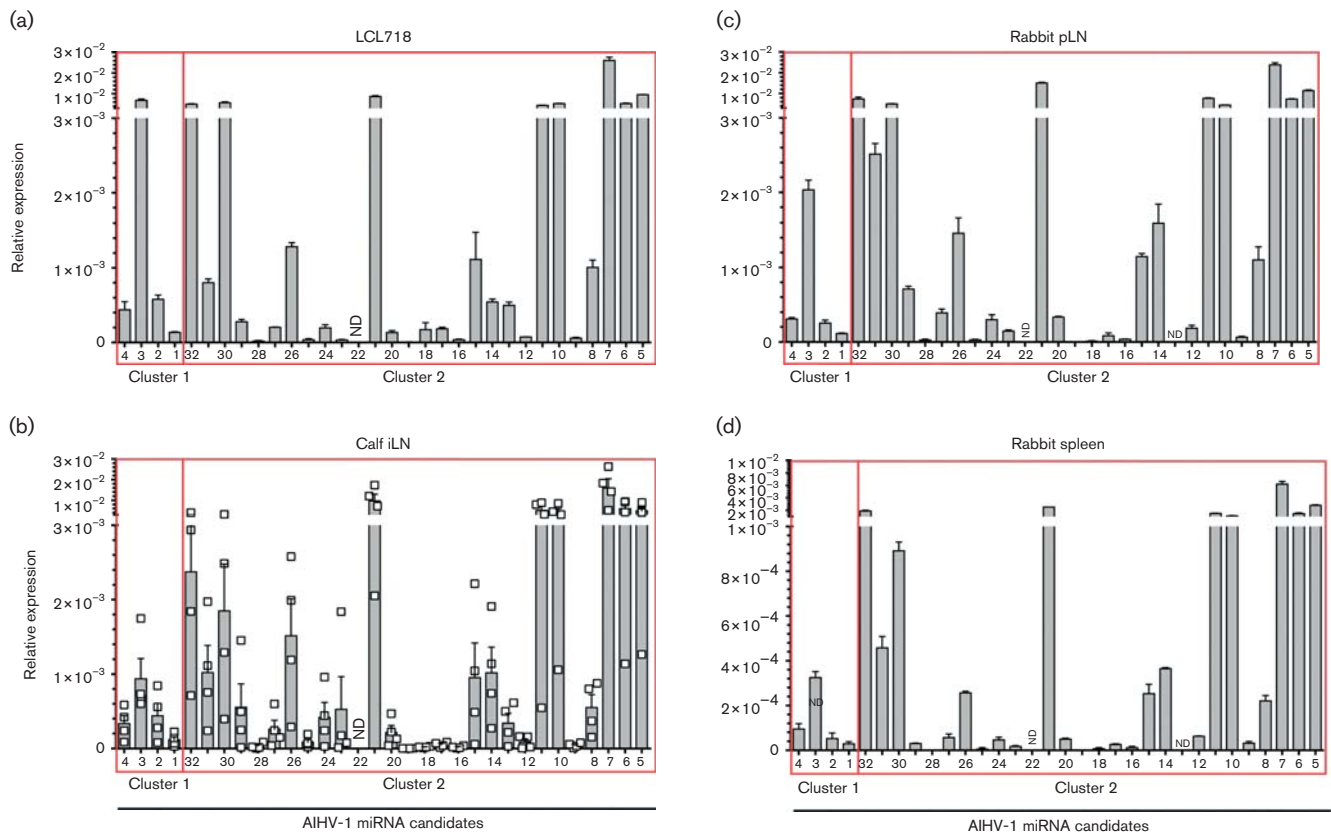 (a)
LCL718
3×10⁻²
2×10⁻²
1×10⁻²
3×10⁻³
2×10⁻³
1×10⁻³
0
Relative expression
ND
4 3 2 1 32 30 28 26 24 22 20 18 16 14 12 10 8 7 6 5
Cluster 1 Cluster 2
(b)
Calf iLN
3×10⁻²
2×10⁻²
1×10⁻²
3×10⁻³
2×10⁻³
1×10⁻³
0
Relative expression
ND
4 3 2 1 32 30 28 26 24 22 20 18 16 14 12 10 8 7 6 5
Cluster 1 Cluster 2
AIHV-1 miRNA candidates
(c)
Rabbit pLN
3×10⁻²
2×10⁻²
1×10⁻²
3×10⁻³
2×10⁻³
1×10⁻³
0
ND ND
4 3 2 1 32 30 28 26 24 22 20 18 16 14 12 10 8 7 6 5
Cluster 1 Cluster 2
(d)
Rabbit spleen
1×10⁻²
8×10⁻³
6×10⁻³
4×10⁻³
2×10⁻³
1×10⁻³
8×10⁻⁴
6×10⁻⁴
4×10⁻⁴
2×10⁻⁴
0
ND ND ND
4 3 2 1 32 30 28 26 24 22 20 18 16 14 12 10 8 7 6 5
Cluster 1 Cluster 2
AIHV-1 miRNA candidates